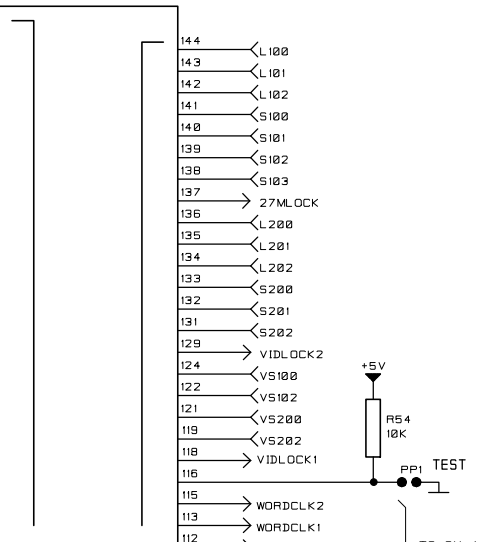 144 L100
143 L101
142 L102
141 S100
140 S101
139 S102
138 S103
137 27MLOCK
136 L200
135 L201
134 L202
133 S200
132 S201
131 S202
129 VIDLOCK2
124 VS100
122 VS102
121 VS200
119 VS202
118 VIDLOCK1
+5V
R54
10K
116 PP1 TEST
115 WORDCLK2
113 WORDCLK1
112